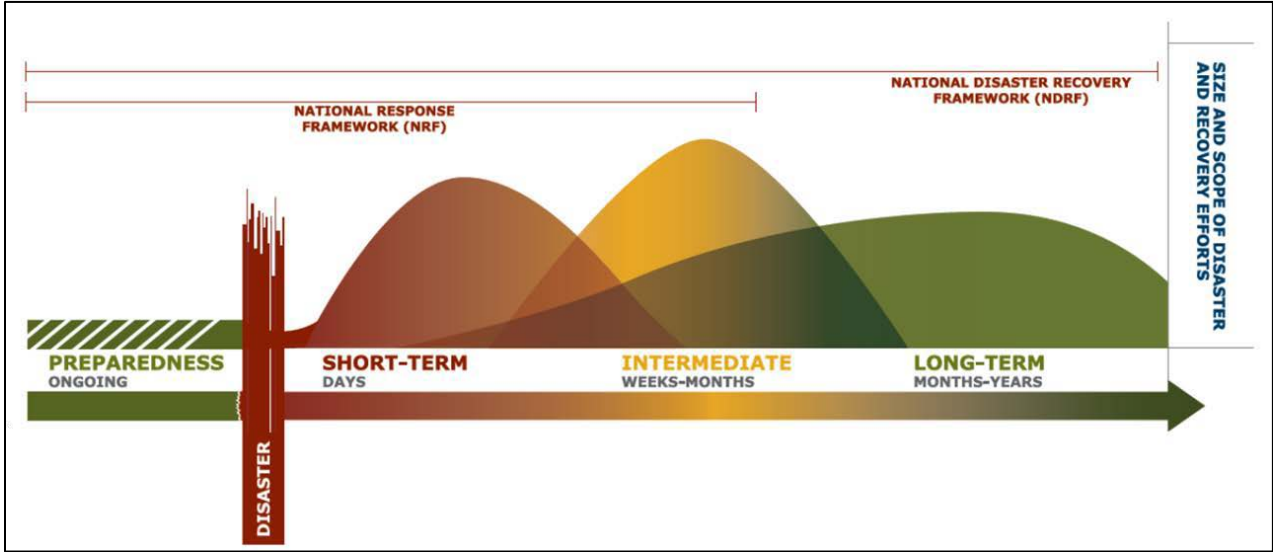 NATIONAL DISASTER RECOVERY
FRAMEWORK (NDRF)
NATIONAL RESPONSE
FRAMEWORK (NRF)
SIZE AND SCOPE OF DISASTER
AND RECOVERY EFFORTS
PREPAREDNESS
ONGOING
SHORT-TERM
DAYS
INTERMEDIATE
WEEKS-MONTHS
LONG-TERM
MONTHS-YEARS
DISASTER